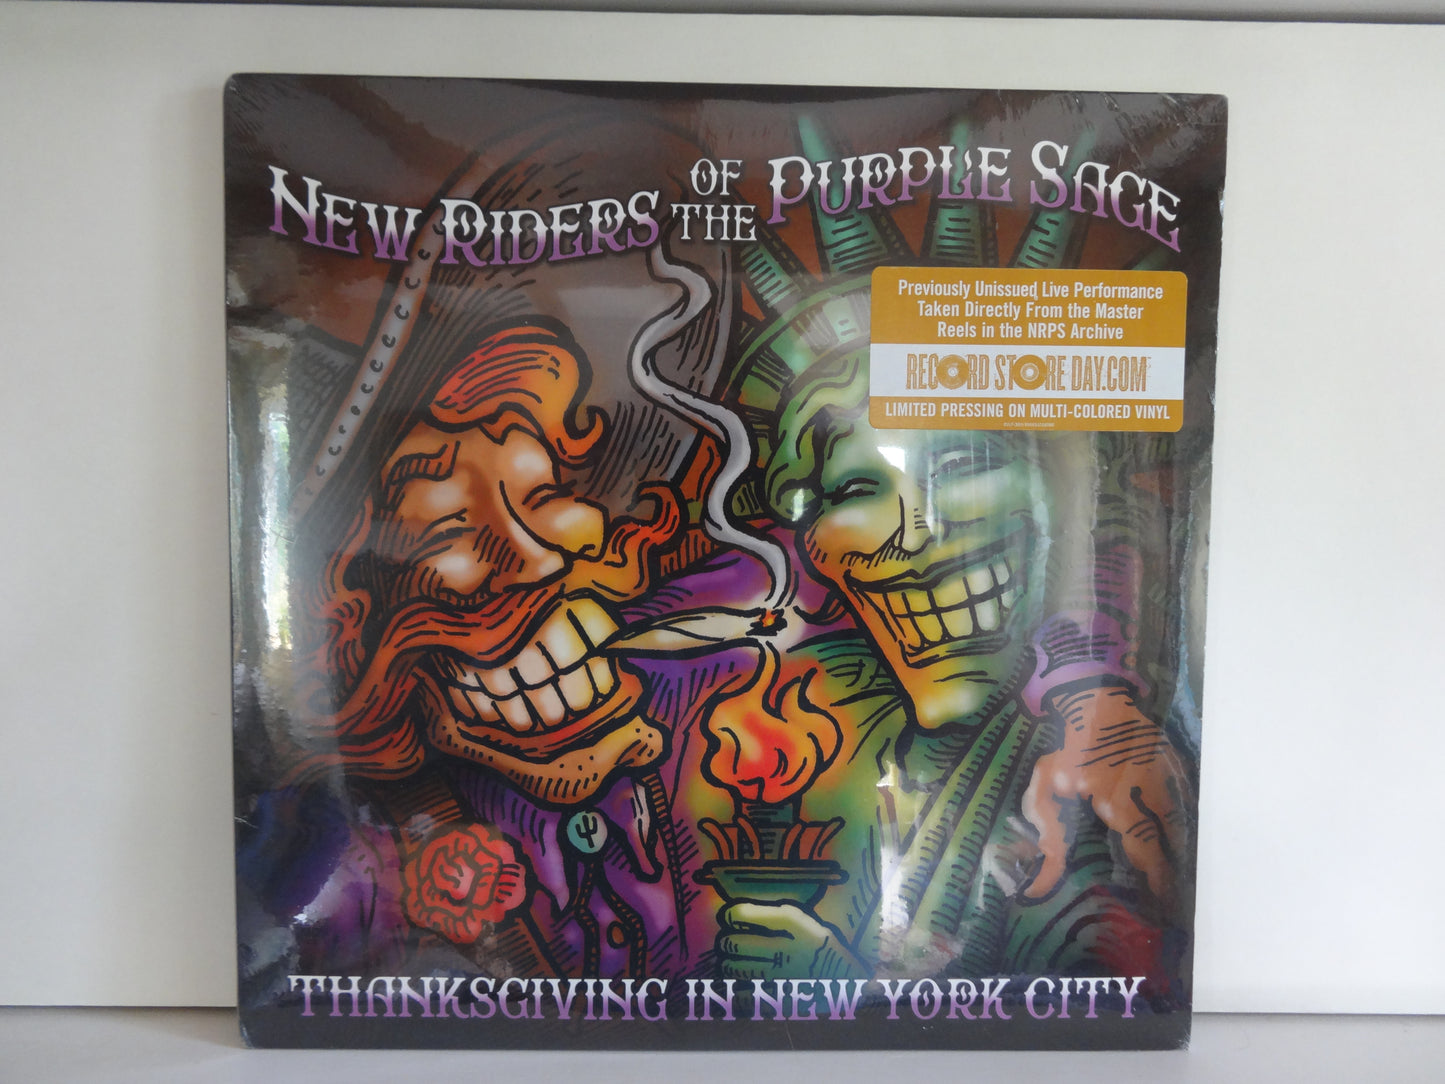 New Riders of the Purple Sage
Previously Unissued Live Performance
Taken Directly From the Master
Reels in the NRPS Archive
RECORD STORE DAY.COM
LIMITED PRESSING ON MULTI-COLORED VINYL
THANKSGIVING IN NEW YORK CITY